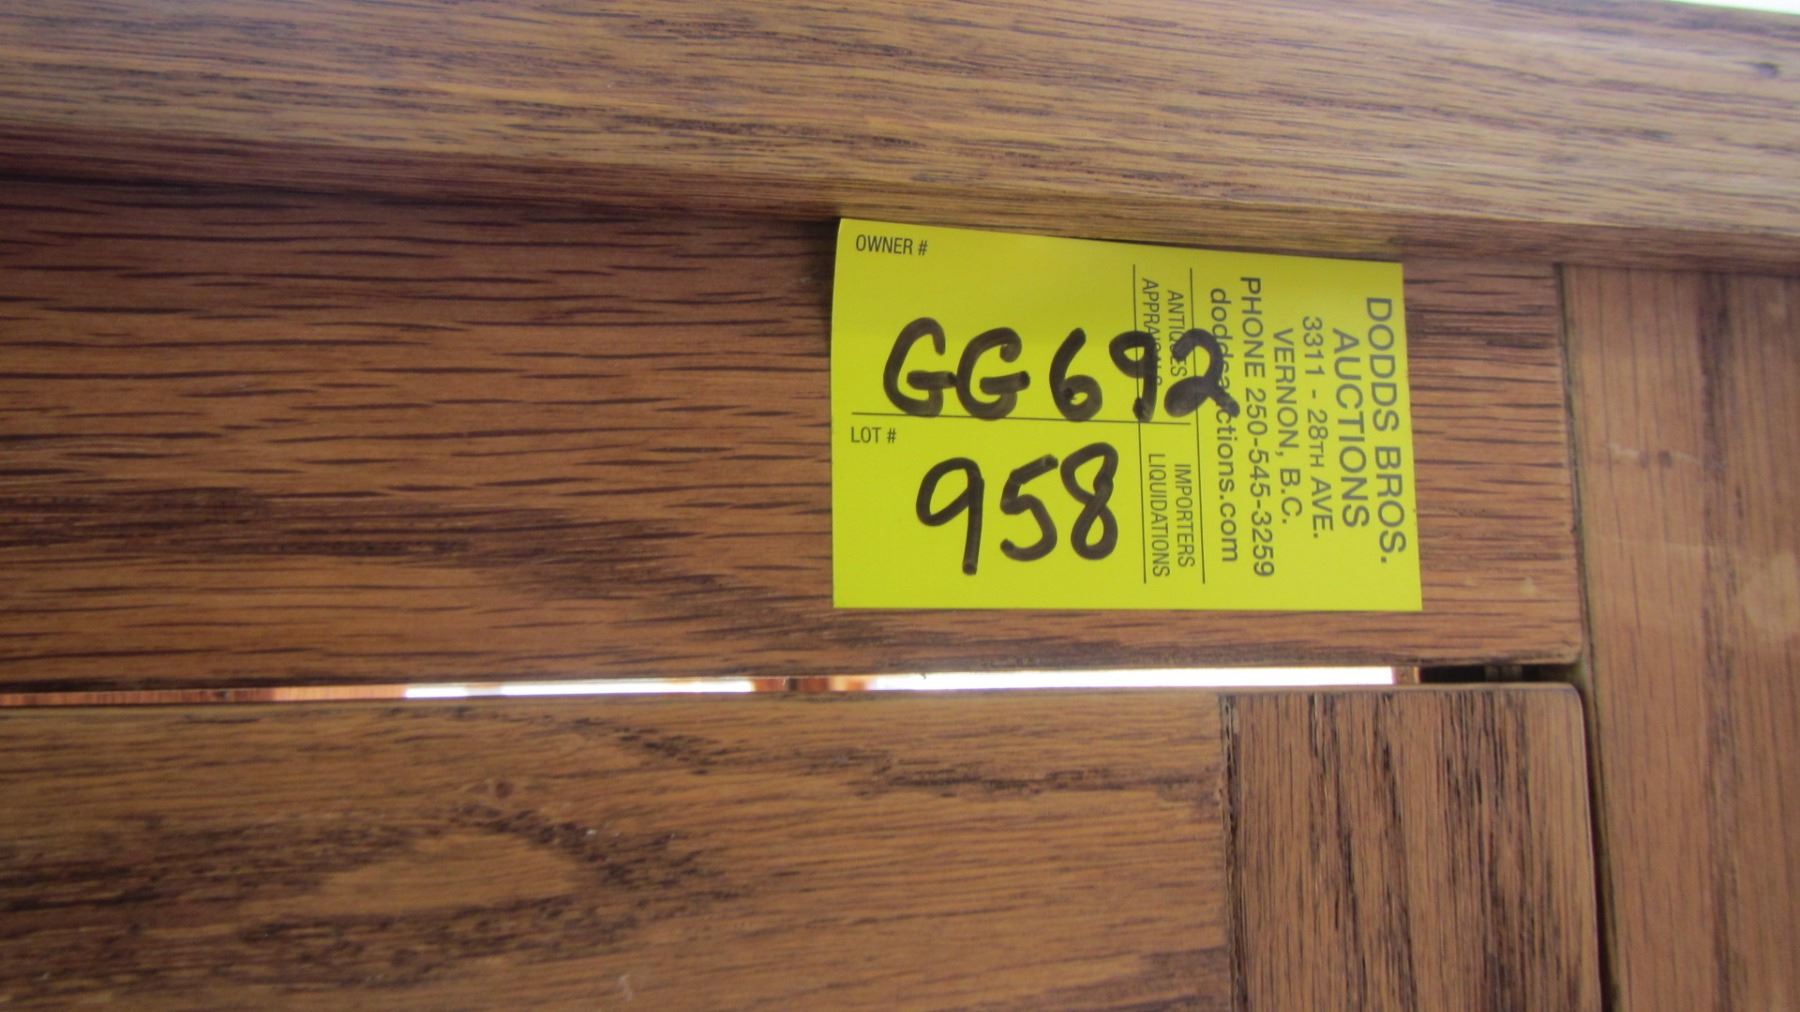 OWNER #
GG692
LOT #
958
DODDS BROS.
AUCTIONS
3311 - 28TH AVE.
VERNON, B.C.
PHONE 250-545-3259
doddsauctions.com
ANTIQUES
IMPORTERS
APPRAISALS
LIQUIDATIONS